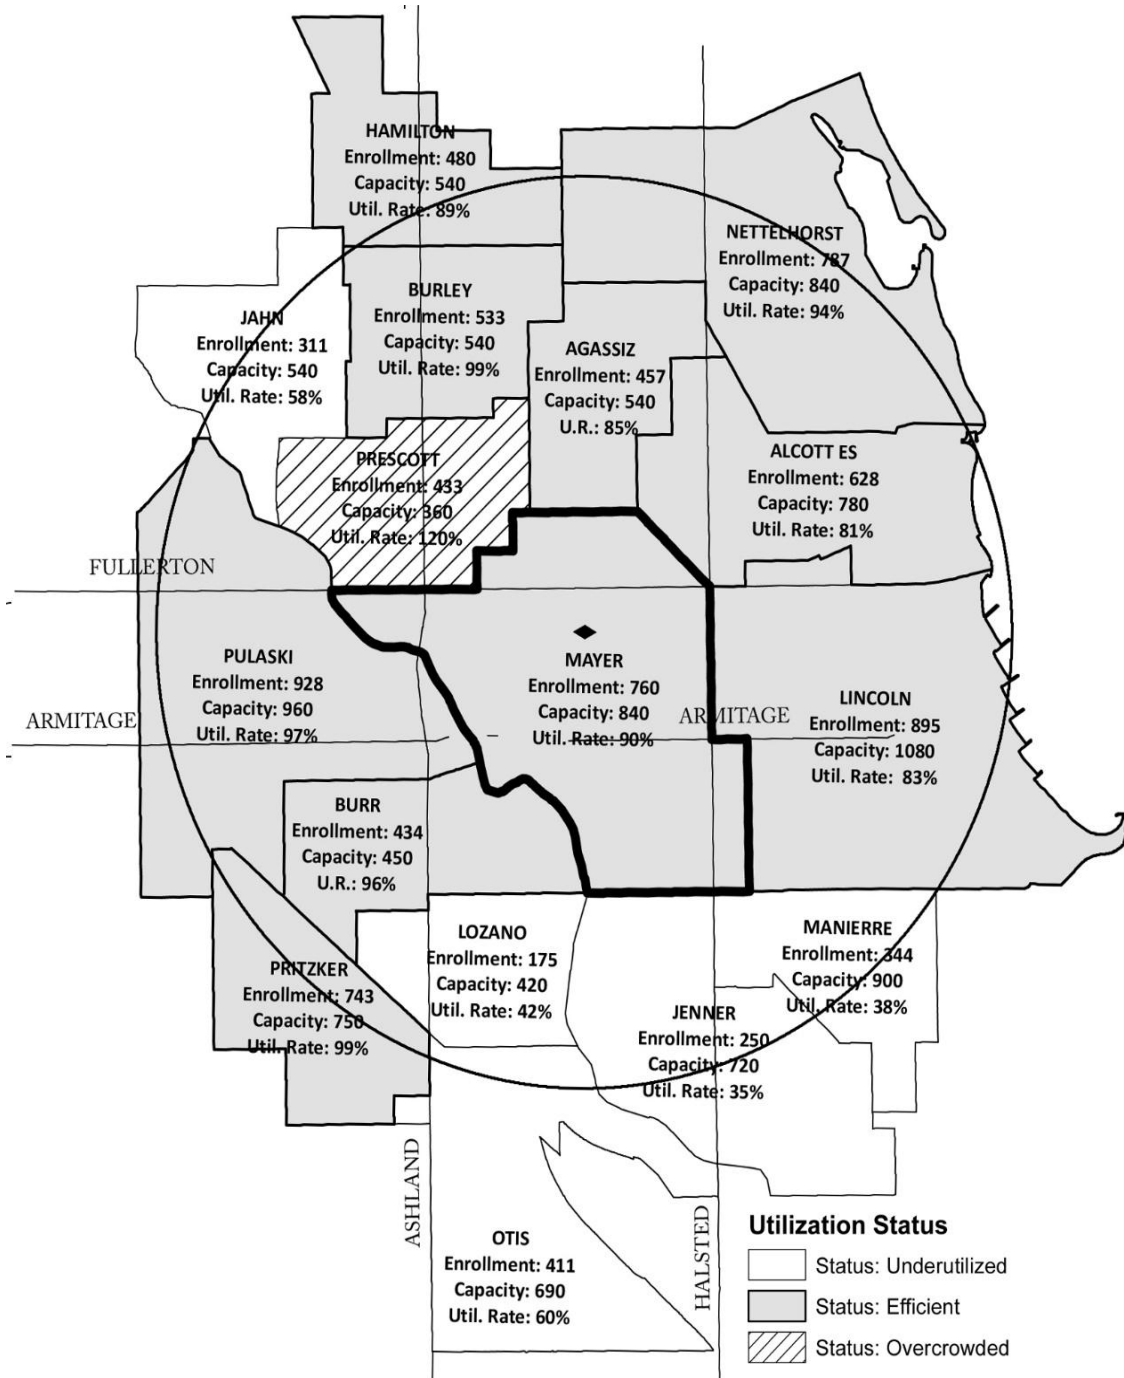 HAMILTON
Enrollment: 480
Capacity: 540
Util. Rate: 89%
NETTELHORST
Enrollment: 787
Capacity: 840
Util. Rate: 94%
BURLEY
Enrollment: 533
Capacity: 540
Util. Rate: 99%
JAHN
Enrollment: 311
Capacity: 540
Util. Rate: 58%
AGASSIZ
Enrollment: 457
Capacity: 540
U.R.: 85%
PRESCOTT
Enrollment: 433
Capacity: 360
Util. Rate: 120%
ALCOTT ES
Enrollment: 628
Capacity: 780
Util. Rate: 81%
FULLERTON
PULASKI
Enrollment: 928
Capacity: 960
Util. Rate: 97%
MAYER
Enrollment: 760
Capacity: 840
Util. Rate: 90%
LINCOLN
Enrollment: 895
Capacity: 1080
Util. Rate: 83%
ARMITAGE
ARMITAGE
BURR
Enrollment: 434
Capacity: 450
U.R.: 96%
LOZANO
Enrollment: 175
Capacity: 420
Util. Rate: 42%
MANIERRE
Enrollment: 344
Capacity: 900
Util. Rate: 38%
PRITZKER
Enrollment: 743
Capacity: 750
Util. Rate: 99%
JENNER
Enrollment: 250
Capacity: 720
Util. Rate: 35%
ASHLAND
HALSTED
OTIS
Enrollment: 411
Capacity: 690
Util. Rate: 60%
Utilization Status
Status: Underutilized
Status: Efficient
Status: Overcrowded